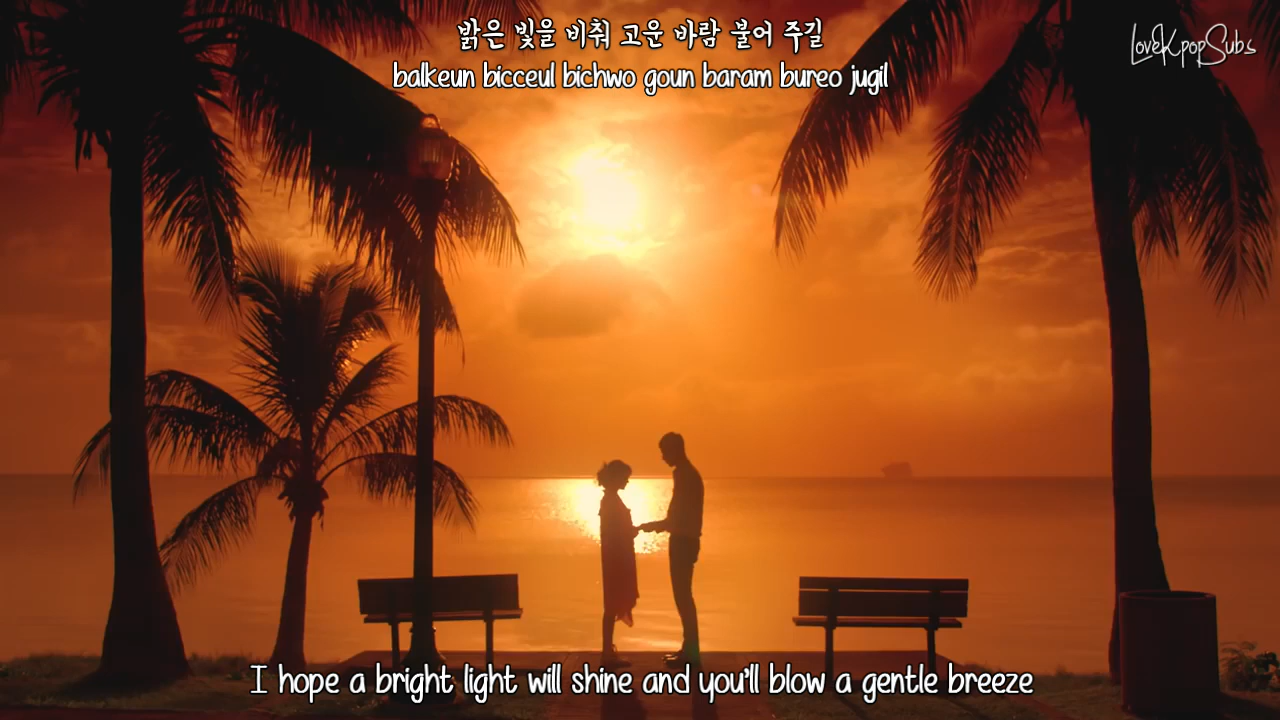 밝은 빛을 비춰 고운 바람 불어 주길
LoveKpopSubs
balkeun bicceul bichwo goun baram bureo jugil
I hope a bright light will shine and you'll blow a gentle breeze